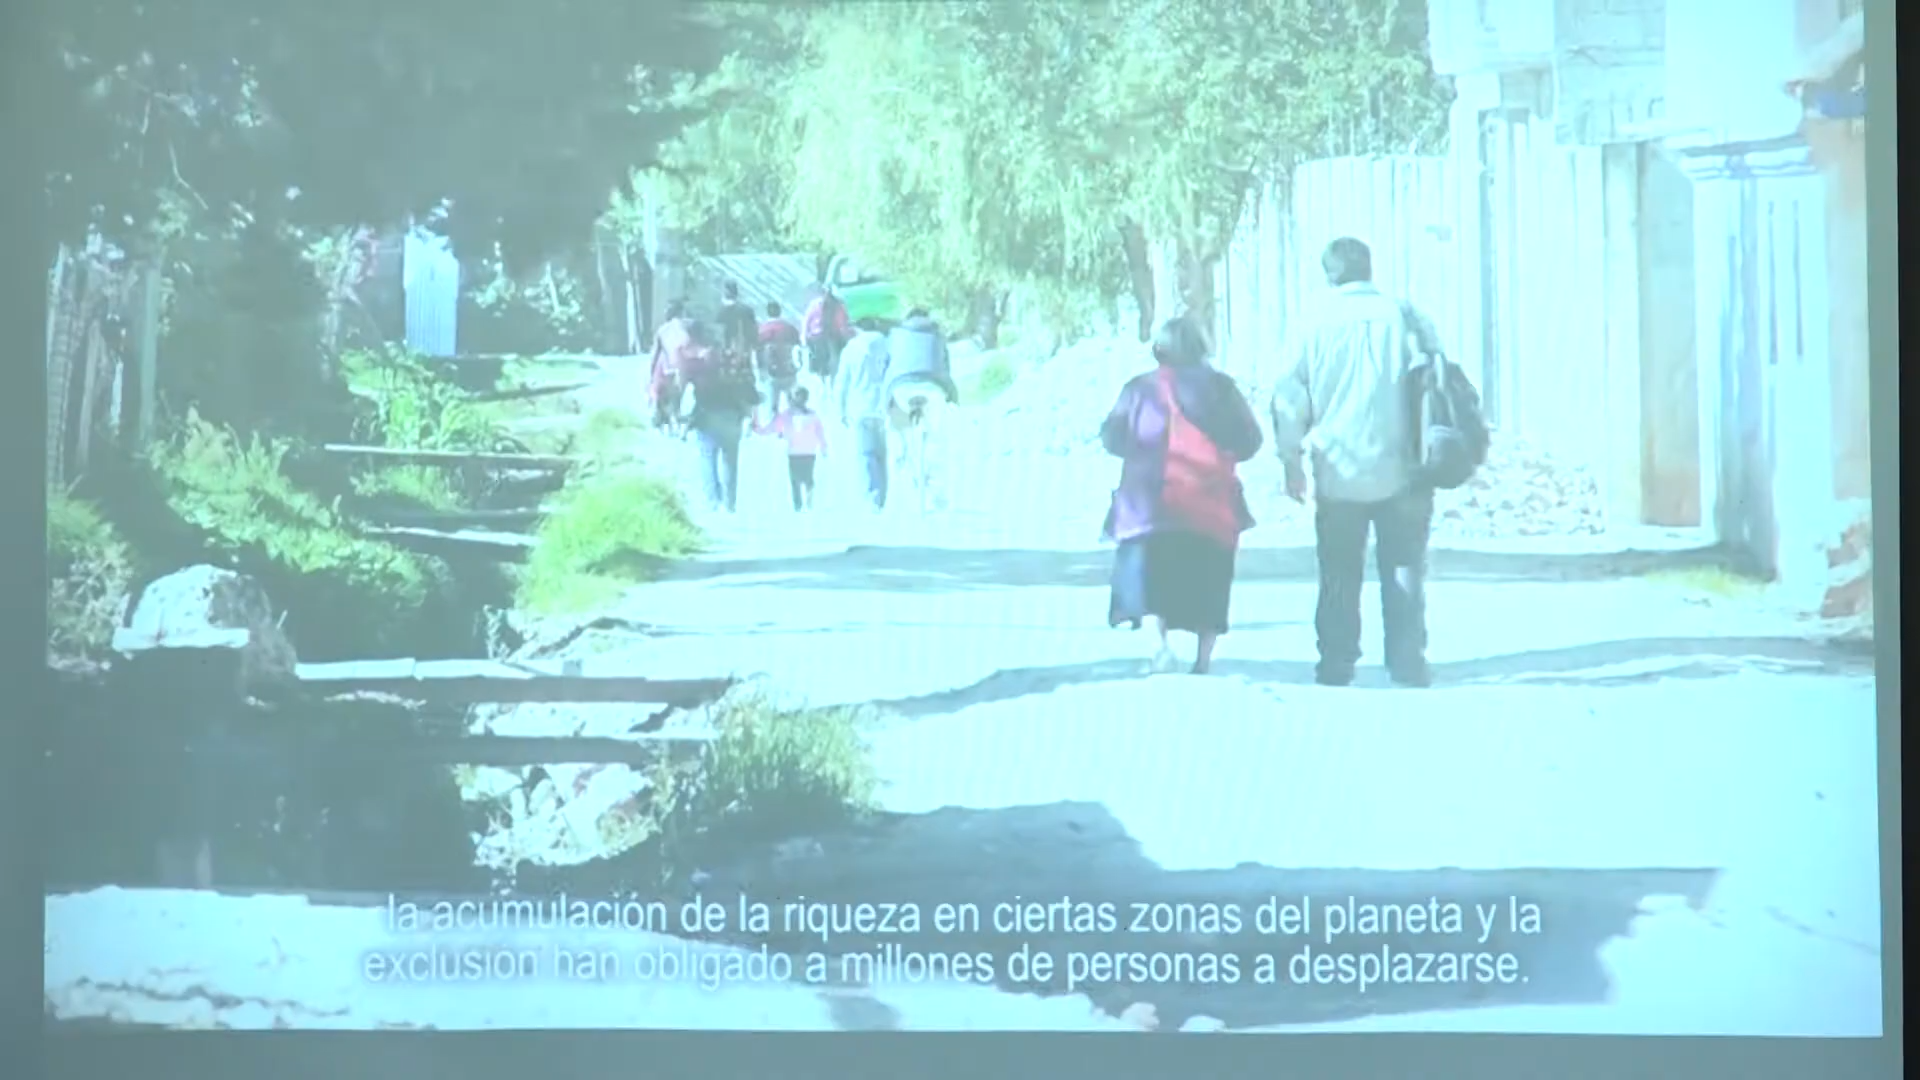 la acumulación de la riqueza en ciertas zonas del planeta y la
exclusión han obligado a millones de personas a desplazarse.